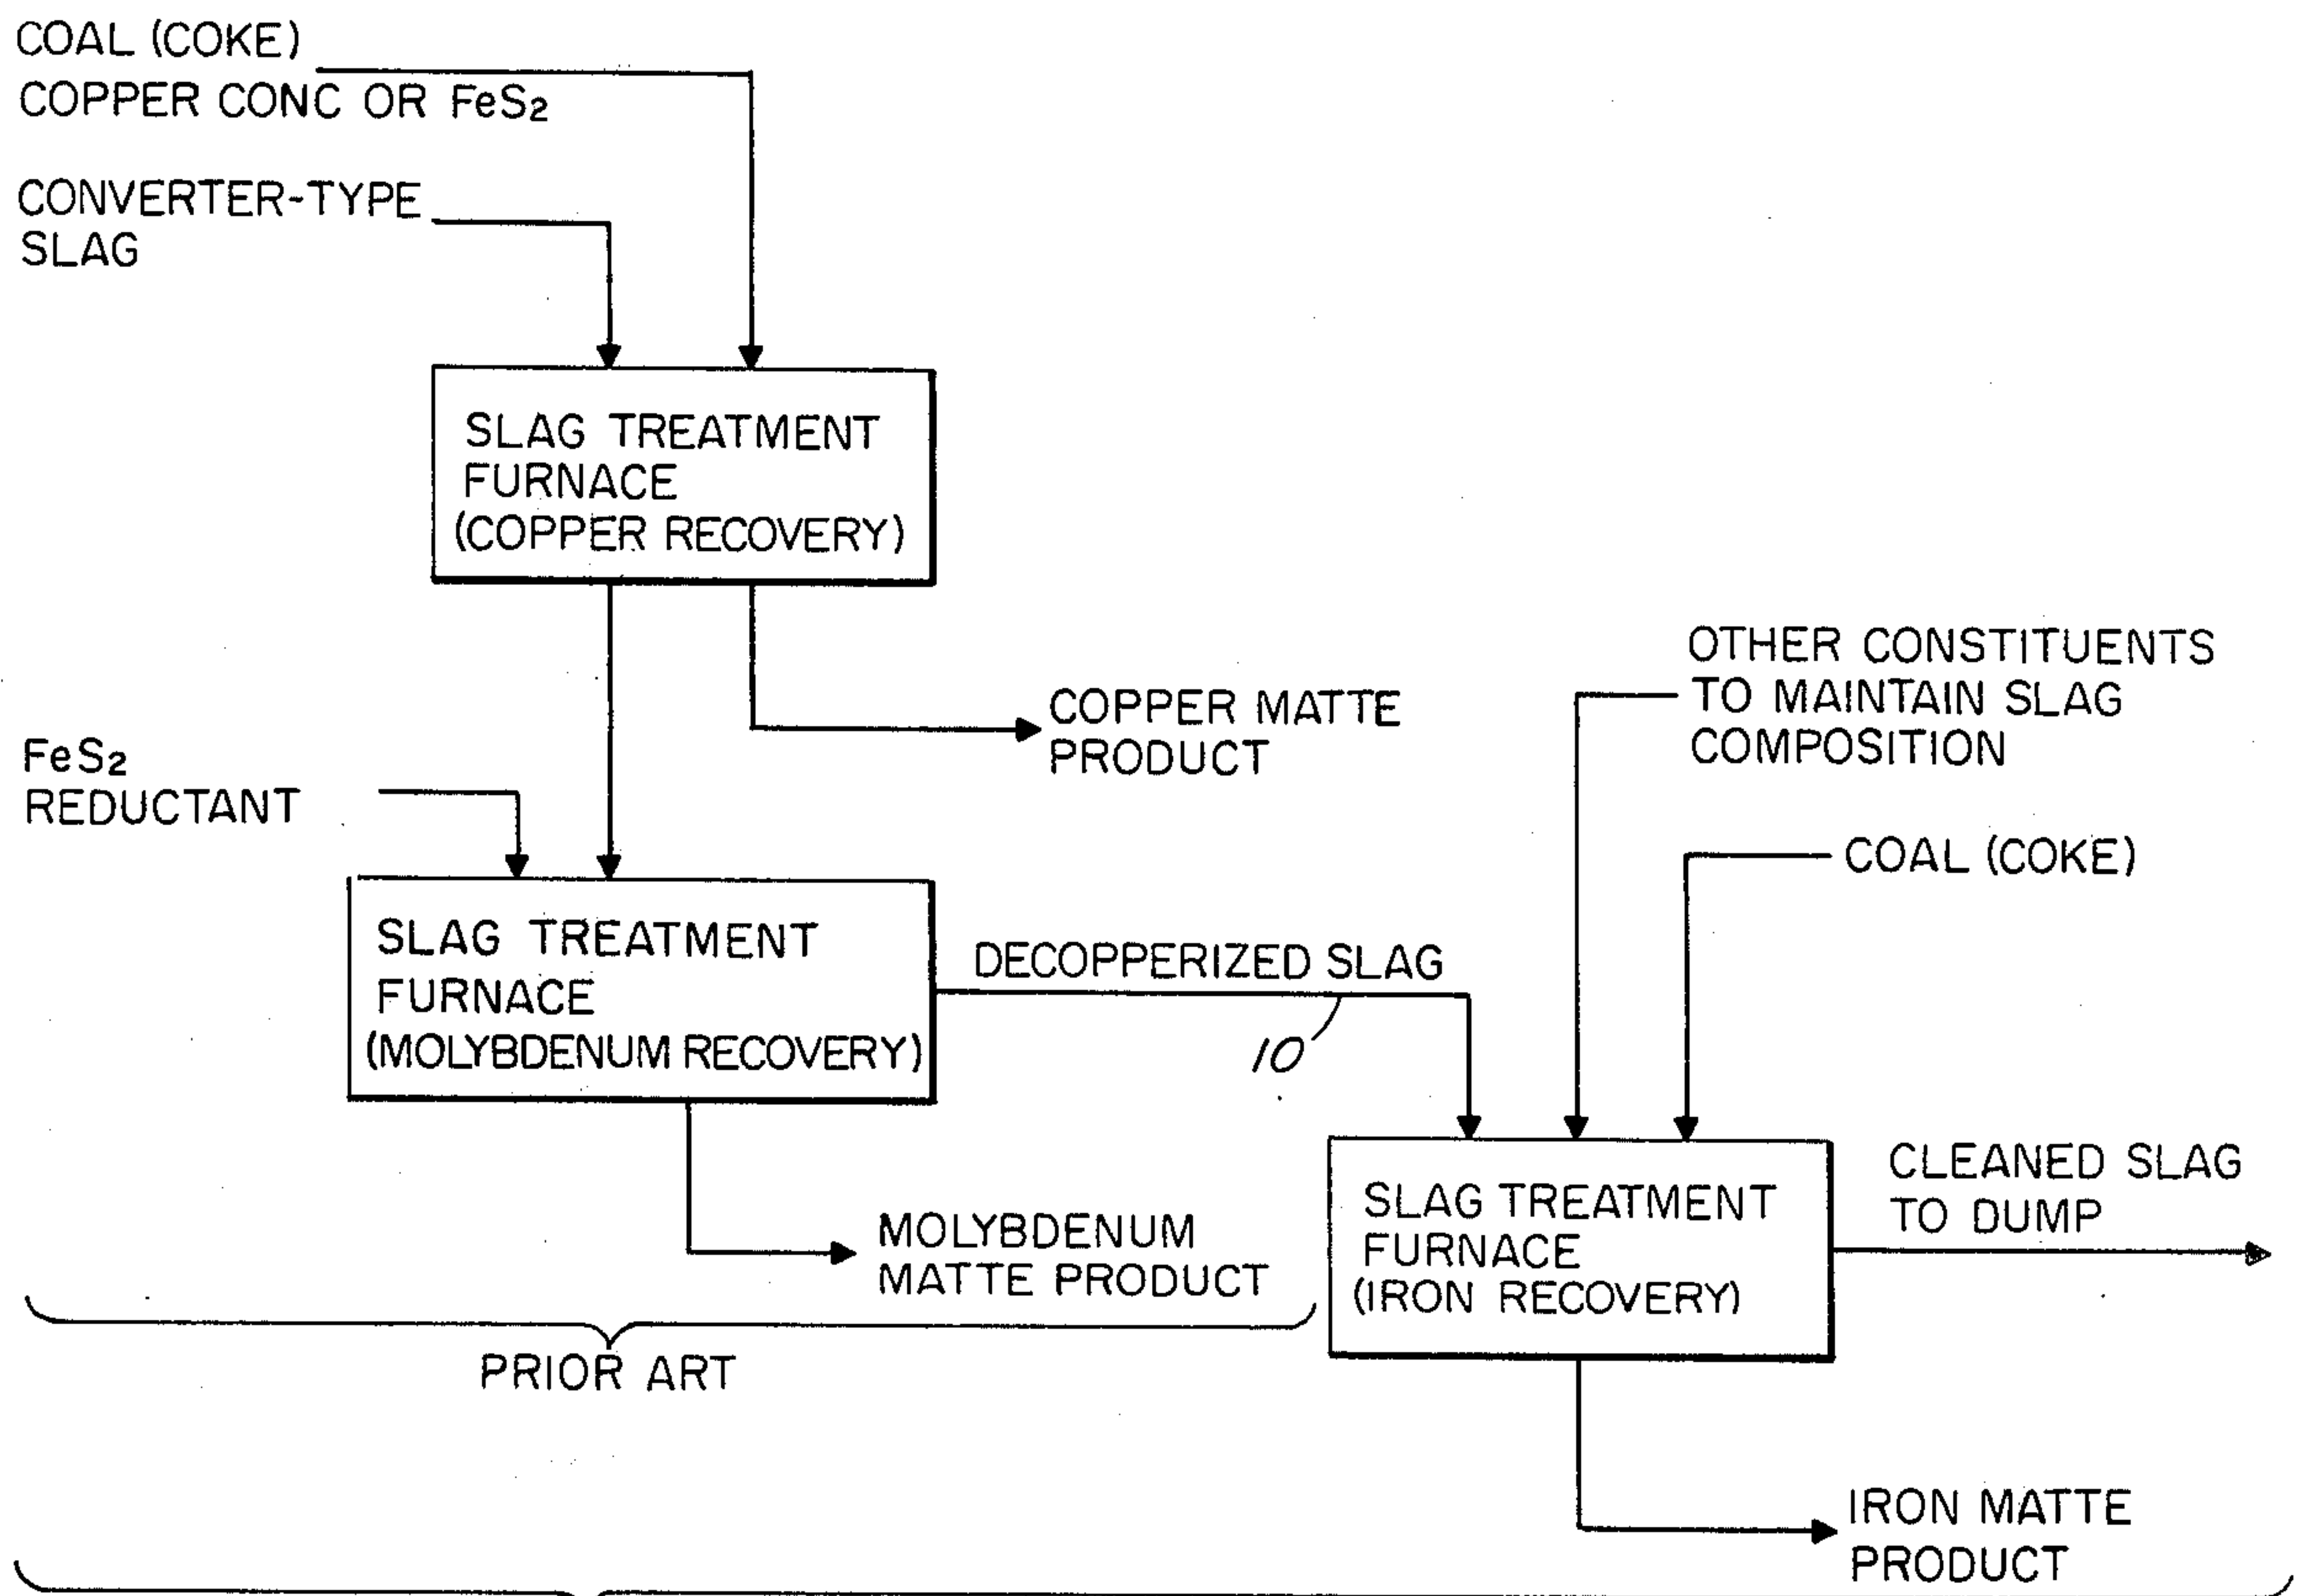 COAL (COKE)
COPPER CONC OR FeS2
CONVERTER-TYPE
SLAG
SLAG TREATMENT
FURNACE
(COPPER RECOVERY)
COPPER MATTE
PRODUCT
OTHER CONSTITUENTS
TO MAINTAIN SLAG
COMPOSITION
FeS2
REDUCTANT
COAL (COKE)
SLAG TREATMENT
FURNACE
(MOLYBDENUM RECOVERY)
DECOPPERIZED SLAG
10
MOLYBDENUM
MATTE PRODUCT
SLAG TREATMENT
FURNACE
(IRON RECOVERY)
CLEANED SLAG
TO DUMP
PRIOR ART
IRON MATTE
PRODUCT